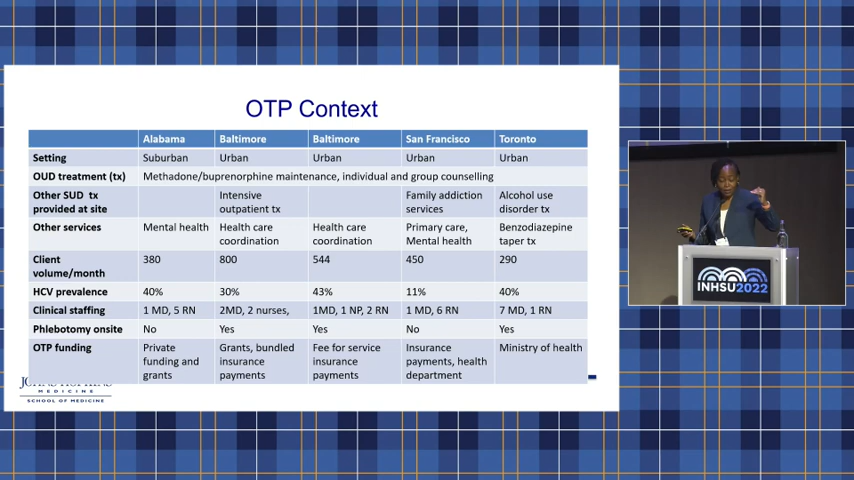 OTP Context
Alabama Baltimore Baltimore San Francisco Toronto
Setting Suburban Urban Urban Urban Urban
OUD treatment (tx) Methadone/buprenorphine maintenance, individual and group counselling
Other SUD tx provided at site Intensive outpatient tx Family addiction services Alcohol use disorder tx
Other services Mental health Health care coordination Health care coordination Primary care, Mental health Benzodiazepine taper tx
Client volume/month 380 800 544 450 290
HCV prevalence 40% 30% 43% 11% 40%
Clinical staffing 1 MD, 5 RN 2MD, 2 nurses, 1MD, 1 NP, 2 RN 1 MD, 6 RN 7 MD, 1 RN
Phlebotomy onsite No Yes Yes No Yes
OTP funding Private funding and grants Grants, bundled insurance payments Fee for service insurance payments Insurance payments, health department Ministry of health
JOHNS HOPKINS
MEDICINE
SCHOOL OF MEDICINE
INHSU2022